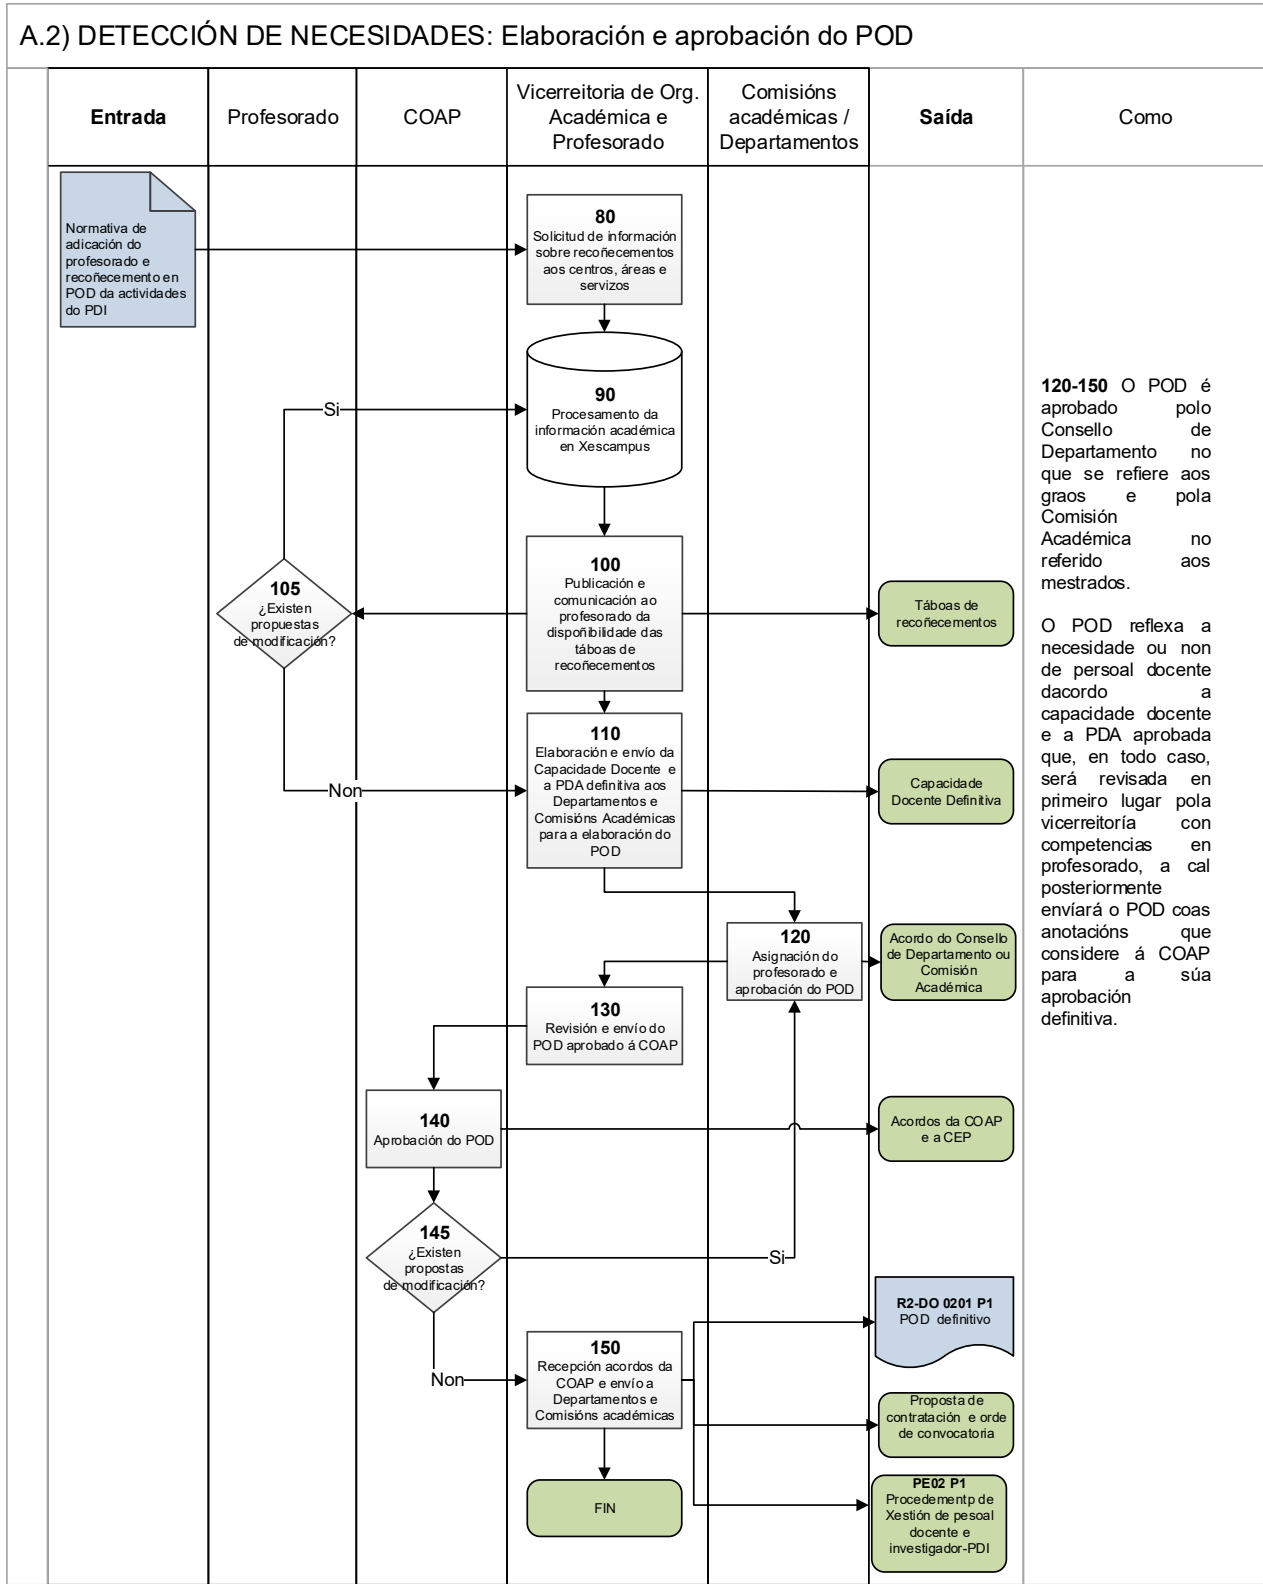 A.2) DETECCIÓN DE NECESIDADES: Elaboración e aprobación do POD
Entrada
Profesorado
COAP
Vicerreitoria de Org.
Académica e
Profesorado
Comisións
académicas /
Departamentos
Saída
Como
Normativa de
adicación do
profesorado e
recoñecemento en
POD da actividades
do PDI
80
Solicitud de información
sobre recoñecementos
aos centros, áreas e
servizos
Si
90
Procesamento da
información académica
en Xescampus
105
¿Existen
propuestas
de modificación?
100
Publicación e
comunicación ao
profesorado da
dispoñibilidade das
táboas de
recoñecementos
Táboas de
recoñecementos
Non
110
Elaboración e envío da
Capacidade Docente e
a PDA definitiva aos
Departamentos e
Comisións Académicas
para a elaboración do
POD
Capacidade
Docente Definitiva
120
Asignación do
profesorado e
aprobación do POD
Acordo do Consello
de Departamento ou
Comisión
Académica
130
Revisión e envío do
POD aprobado á COAP
140
Aprobación do POD
Acordos da COAP
e a CEP
145
¿Existen
propostas
de modificación?
Si
Non
150
Recepción acordos da
COAP e envío a
Departamentos e
Comisións académicas
R2-DO 0201 P1
POD definitivo
Proposta de
contratación e orde
de convocatoria
PE02 P1
Procedementp de
Xestión de pesoal
docente e
investigador-PDI
FIN
120-150 O POD é
aprobado polo
Consello de
Departamento no
que se refiere aos
graos e pola
Comisión
Académica no
referido aos
mestrados.
O POD reflexa a
necesidade ou non
de persoal docente
dacordo a
capacidade docente
e a PDA aprobada
que, en todo caso,
será revisada en
primeiro lugar pola
vicerreitoría con
competencias en
profesorado, a cal
posteriormente
envíará o POD coas
anotacións que
considere á COAP
para a súa
aprobación
definitiva.